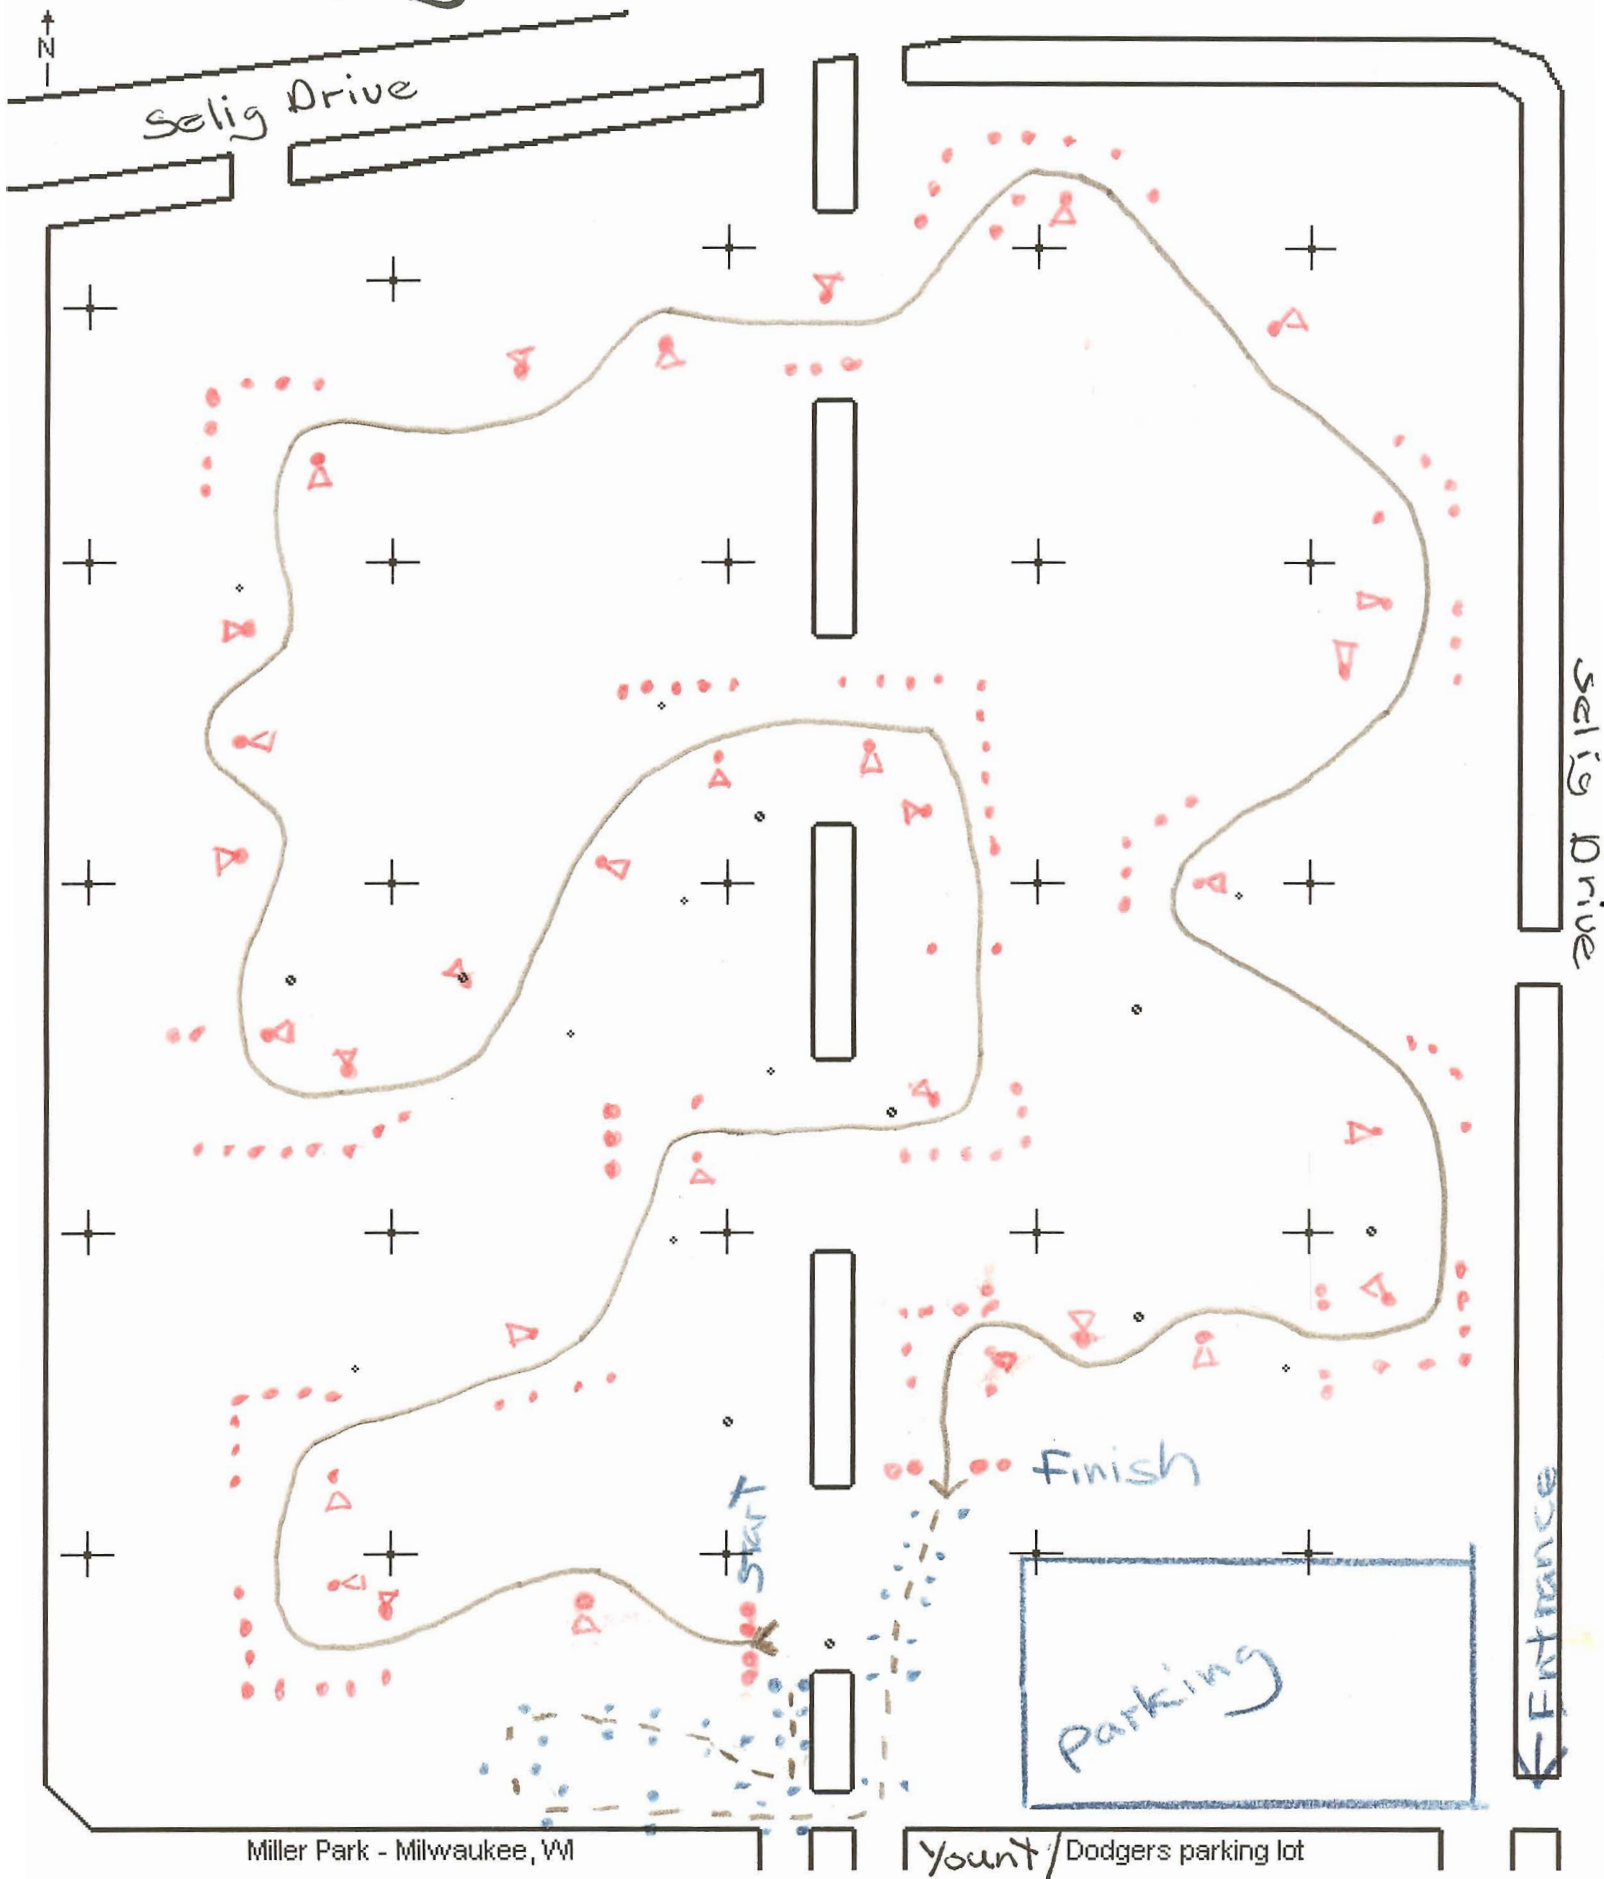 N
Selig Drive
Selig Drive
Finish
Start
Entrance
Parking
Miller Park - Milwaukee, WI
Yount/Dodgers parking lot